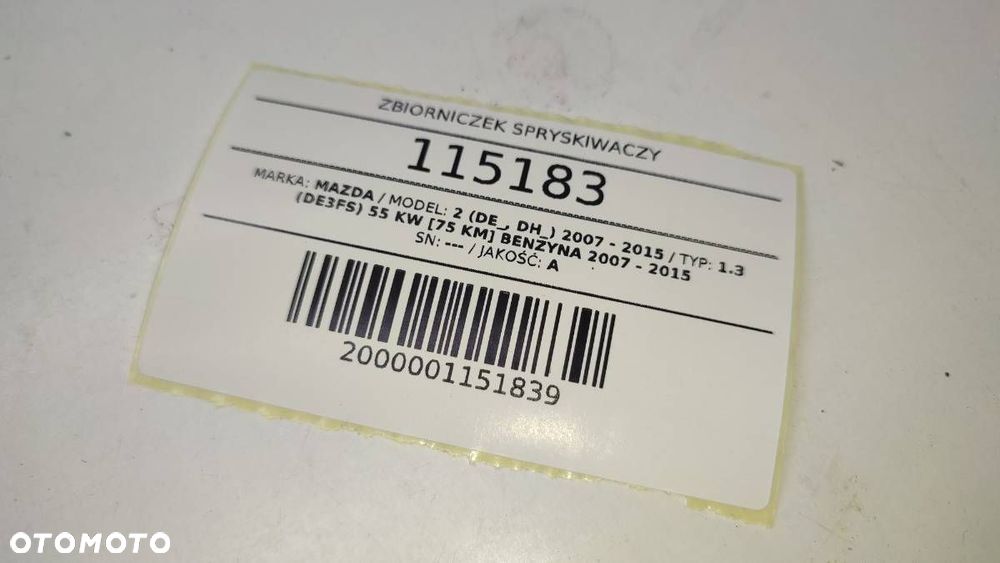 ZBIORNICZEK SPRYSKIWACZY
115183
MARKA: MAZDA / MODEL: 2 (DE_, DH_) 2007 - 2015 / TYP: 1.3
(DE3FS) 55 KW [75 KM] BENZYNA 2007 - 2015
SN: --- / JAKOŚĆ: A
2000001151839
OTOMOTO